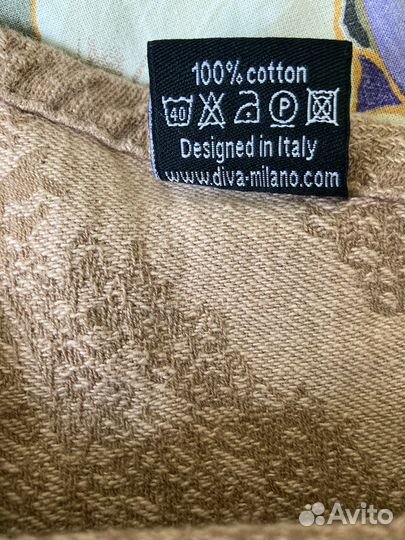 100% cotton
40 P
Designed in Italy
www.diva-milano.com
Avito